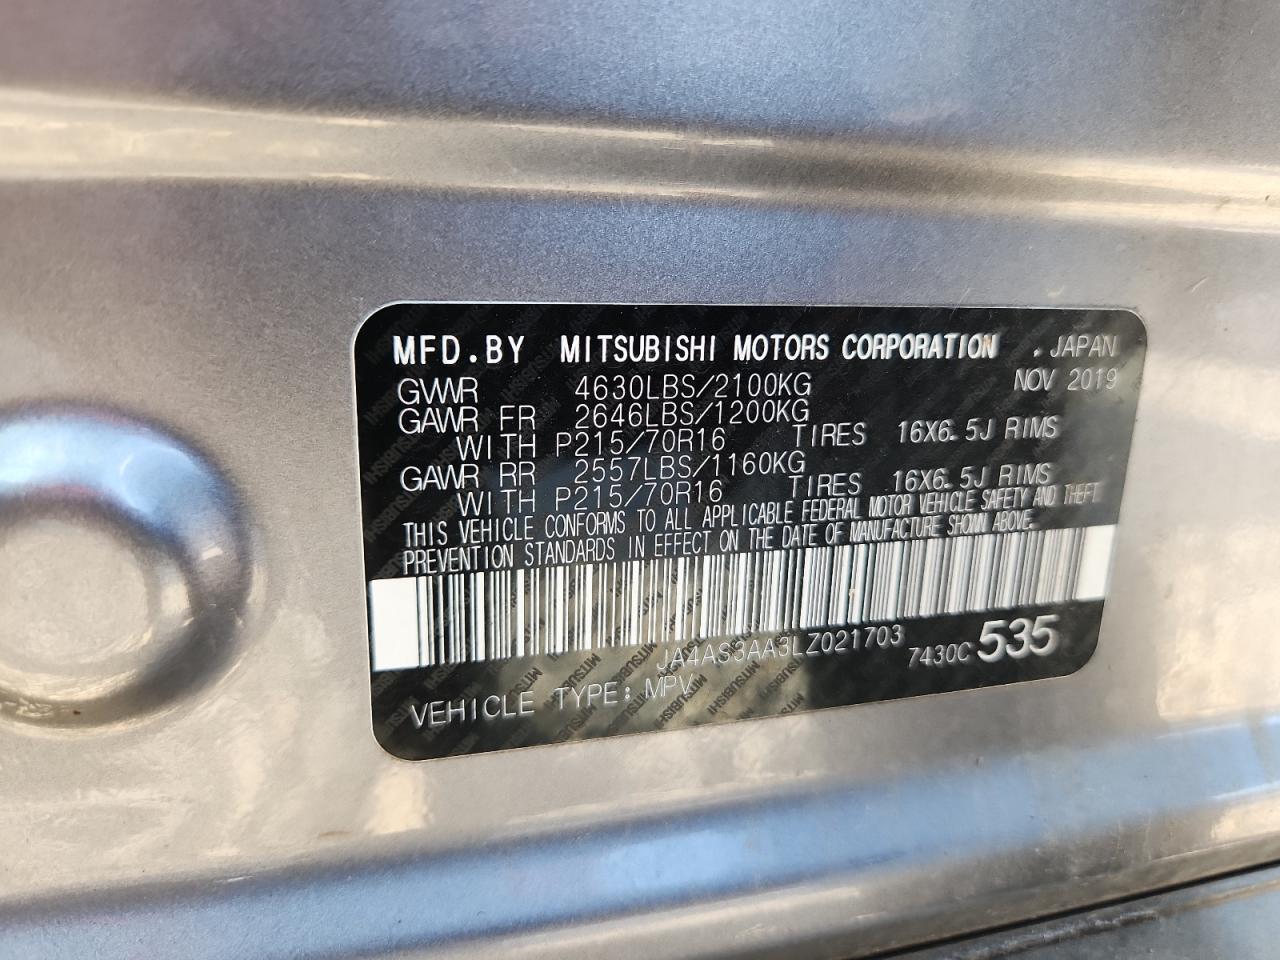 MFD.BY MITSUBISHI MOTORS CORPORATION . JAPAN
GVWR 4630LBS/2100KG NOV 2019
GAWR FR 2646LBS/1200KG
WITH P215/70R16 TIRES 16X6.5J RIMS
GAWR RR 2557LBS/1160KG
WITH P215/70R16 TIRES 16X6.5J RIMS
THIS VEHICLE CONFORMS TO ALL APPLICABLE FEDERAL MOTOR VEHICLE SAFETY AND THEFT
PREVENTION STANDARDS IN EFFECT ON THE DATE OF MANUFACTURE SHOWN ABOVE.
JA4AS3AA3LZ021703 7430C 535
VEHICLE TYPE: MPV